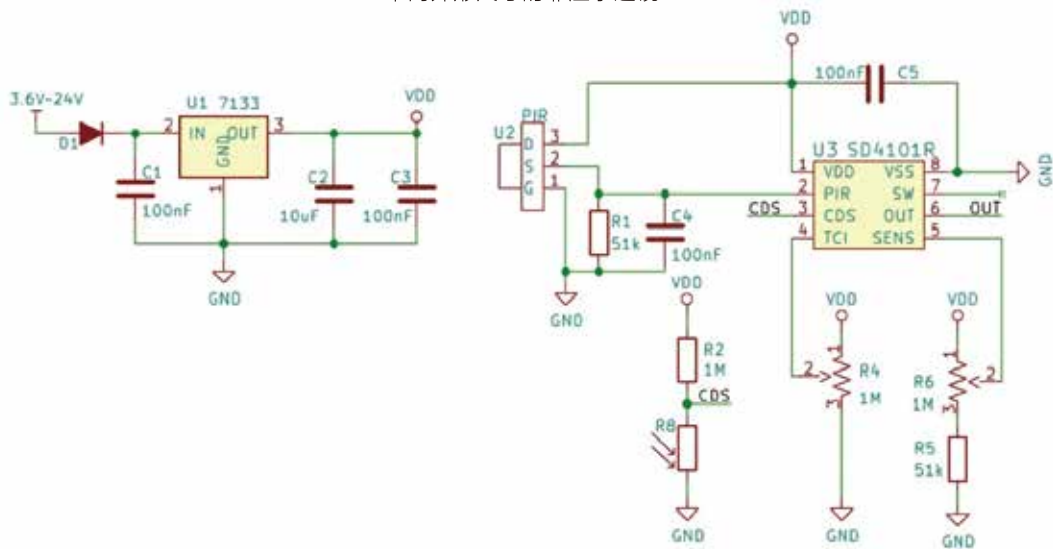 3.6V-24V
D1
C1
100nF
U1 7133
2
IN
OUT
3
GND
1
C2
10uF
C3
100nF
VDD
GND
U2
PIR
D
3
S
2
G
1
R1
51k
C4
100nF
GND
VDD
100nF
C5
U3 SD4101R
1
VDD
VSS
8
2
PIR
SW
7
CDS
3
CDS
OUT
6
OUT
4
TCI
SENS
5
GND
VDD
R2
1M
CDS
R8
GND
VDD
1
2
R4
1M
3
GND
VDD
1
R6
1M
2
3
R5
51k
GND